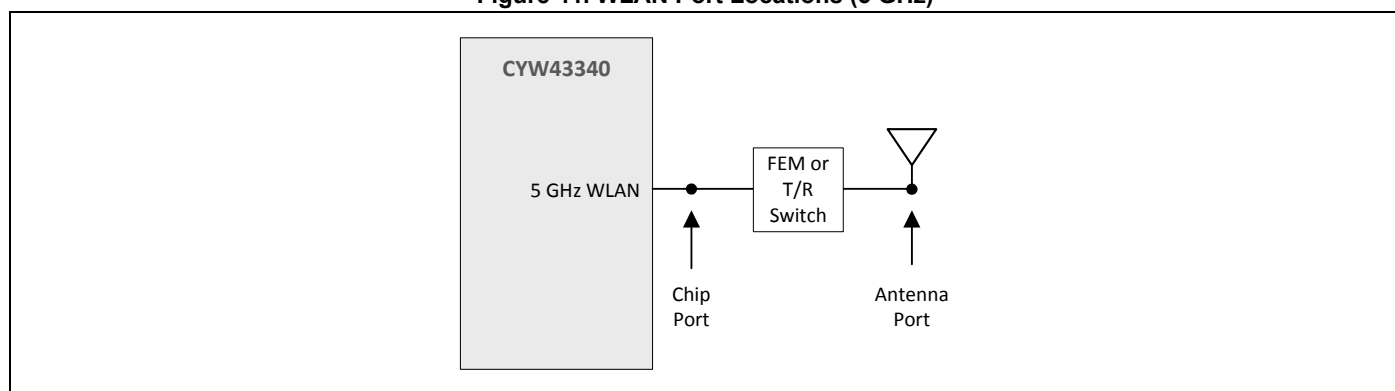 CYW43340
5 GHz WLAN
FEM or
T/R
Switch
Chip
Port
Antenna
Port